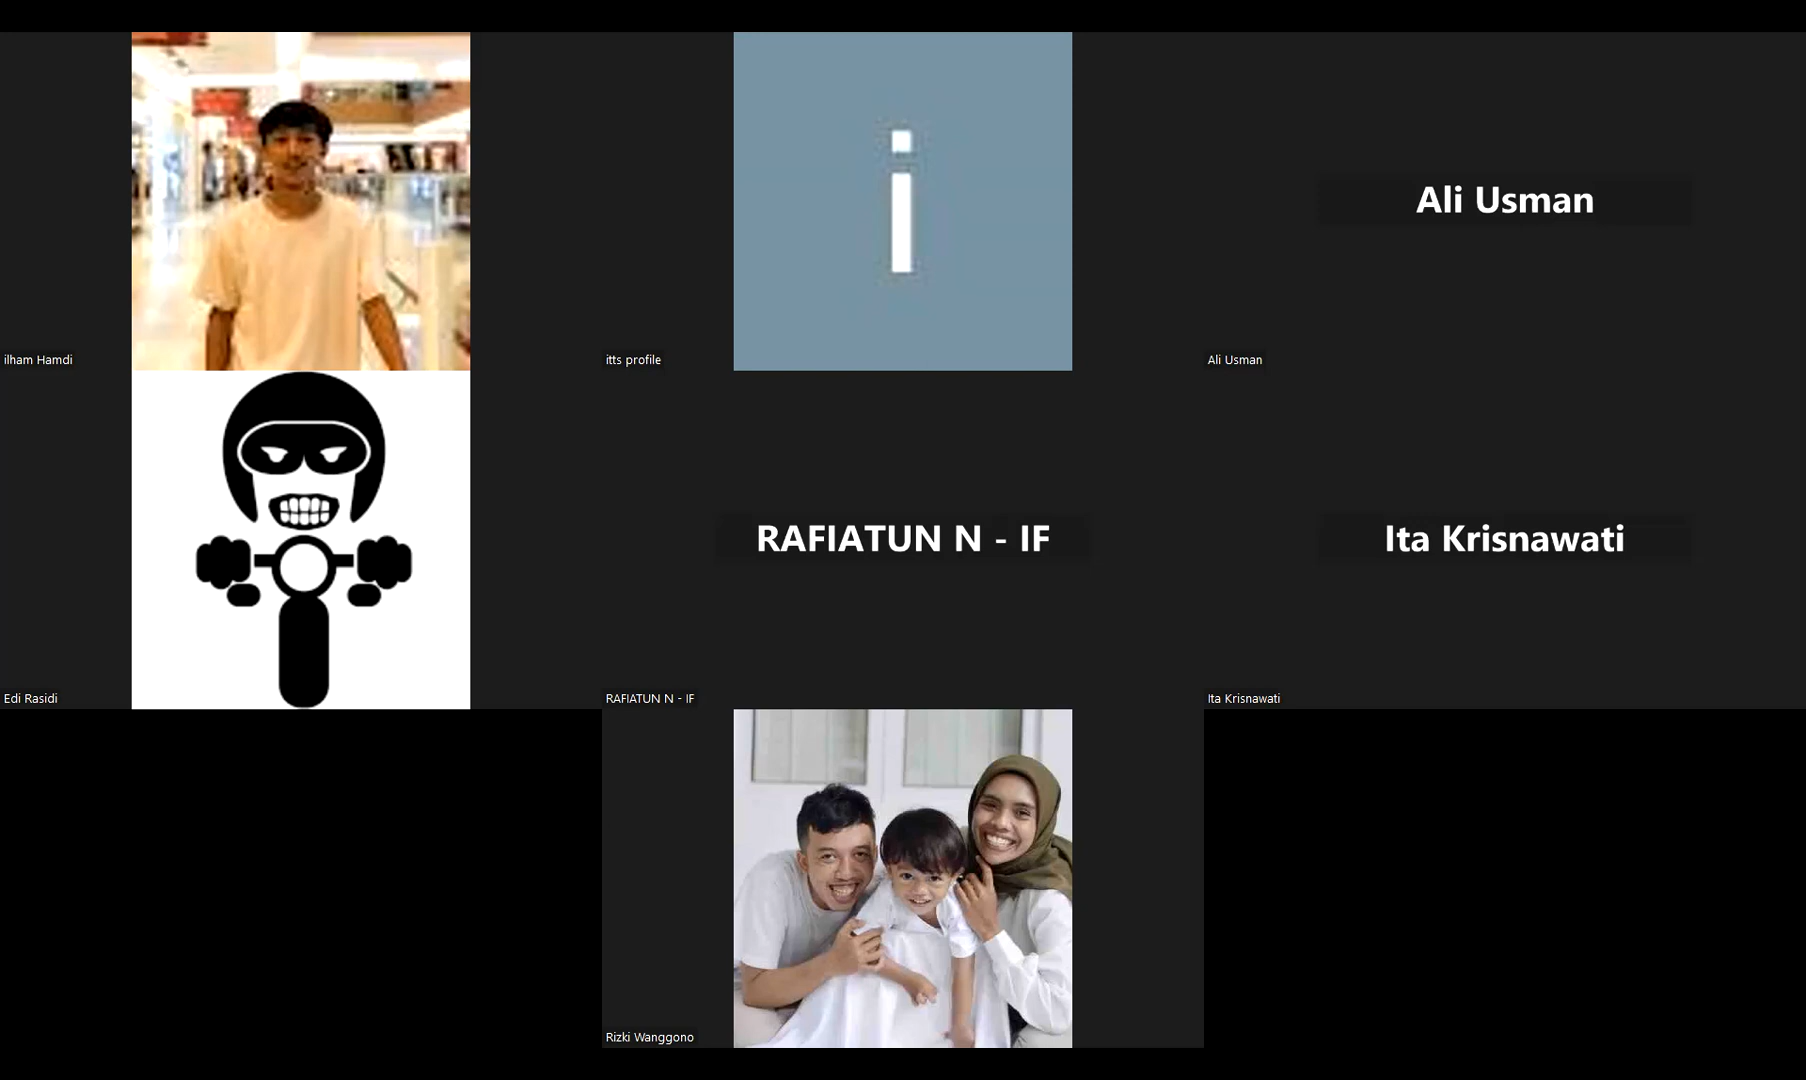 i
Ali Usman
ilham Hamdi
itts profile
Ali Usman
RAFIATUN N - IF
Ita Krisnawati
Edi Rasidi
RAFIATUN N - IF
Ita Krisnawati
Rizki Wanggono